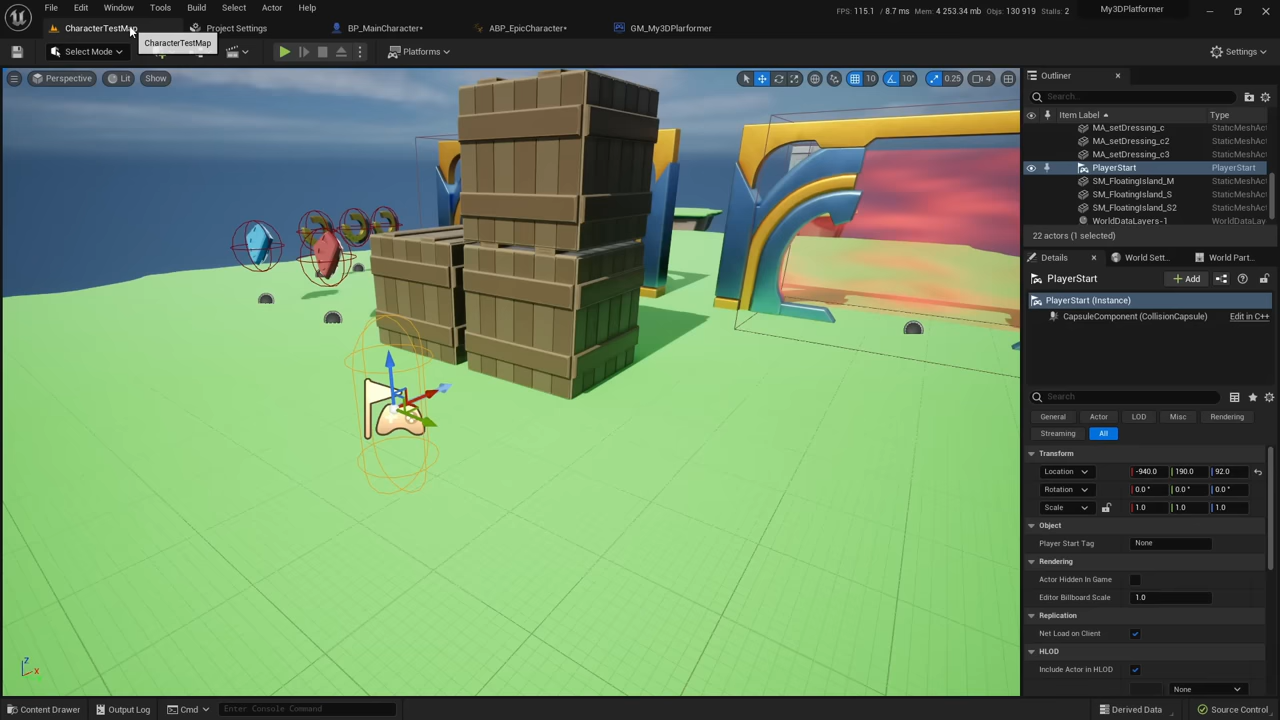 File Edit Window Tools Build Select Actor Help
FPS: 115.1 / 8.7 ms Mem: 4 253.34 mb Objs: 130 919 Stalls: 2
My3DPlatformer
CharacterTestMap
Project Settings
BP_MainCharacter*
ABP_EpicCharacter*
GM_My3DPlatformer
CharacterTestMap
Select Mode
Platforms
Settings
Perspective Lit Show
10 10° 0.25 4
Outliner
Search...
Item Label Type
MA_setDressing_c StaticMeshAct
MA_setDressing_c2 StaticMeshAct
MA_setDressing_c3 StaticMeshAct
PlayerStart PlayerStart
SM_FloatingIsland_M StaticMeshAct
SM_FloatingIsland_S StaticMeshAct
SM_FloatingIsland_S2 StaticMeshAct
WorldDataLayers-1 WorldDataLay
22 actors (1 selected)
Details World Sett... World Part...
PlayerStart
Add
PlayerStart (Instance)
CapsuleComponent (CollisionCapsule) Edit in C++
Search
General Actor LOD Misc Rendering
Streaming All
Transform
Location -940.0 190.0 92.0
Rotation 0.0 ° 0.0 ° 0.0 °
Scale 1.0 1.0 1.0
Object
Player Start Tag None
Rendering
Actor Hidden In Game
Editor Billboard Scale 1.0
Replication
Net Load on Client
HLOD
Include Actor in HLOD
None
Z
X
Content Drawer Output Log Cmd Enter Console Command
Derived Data Source Control